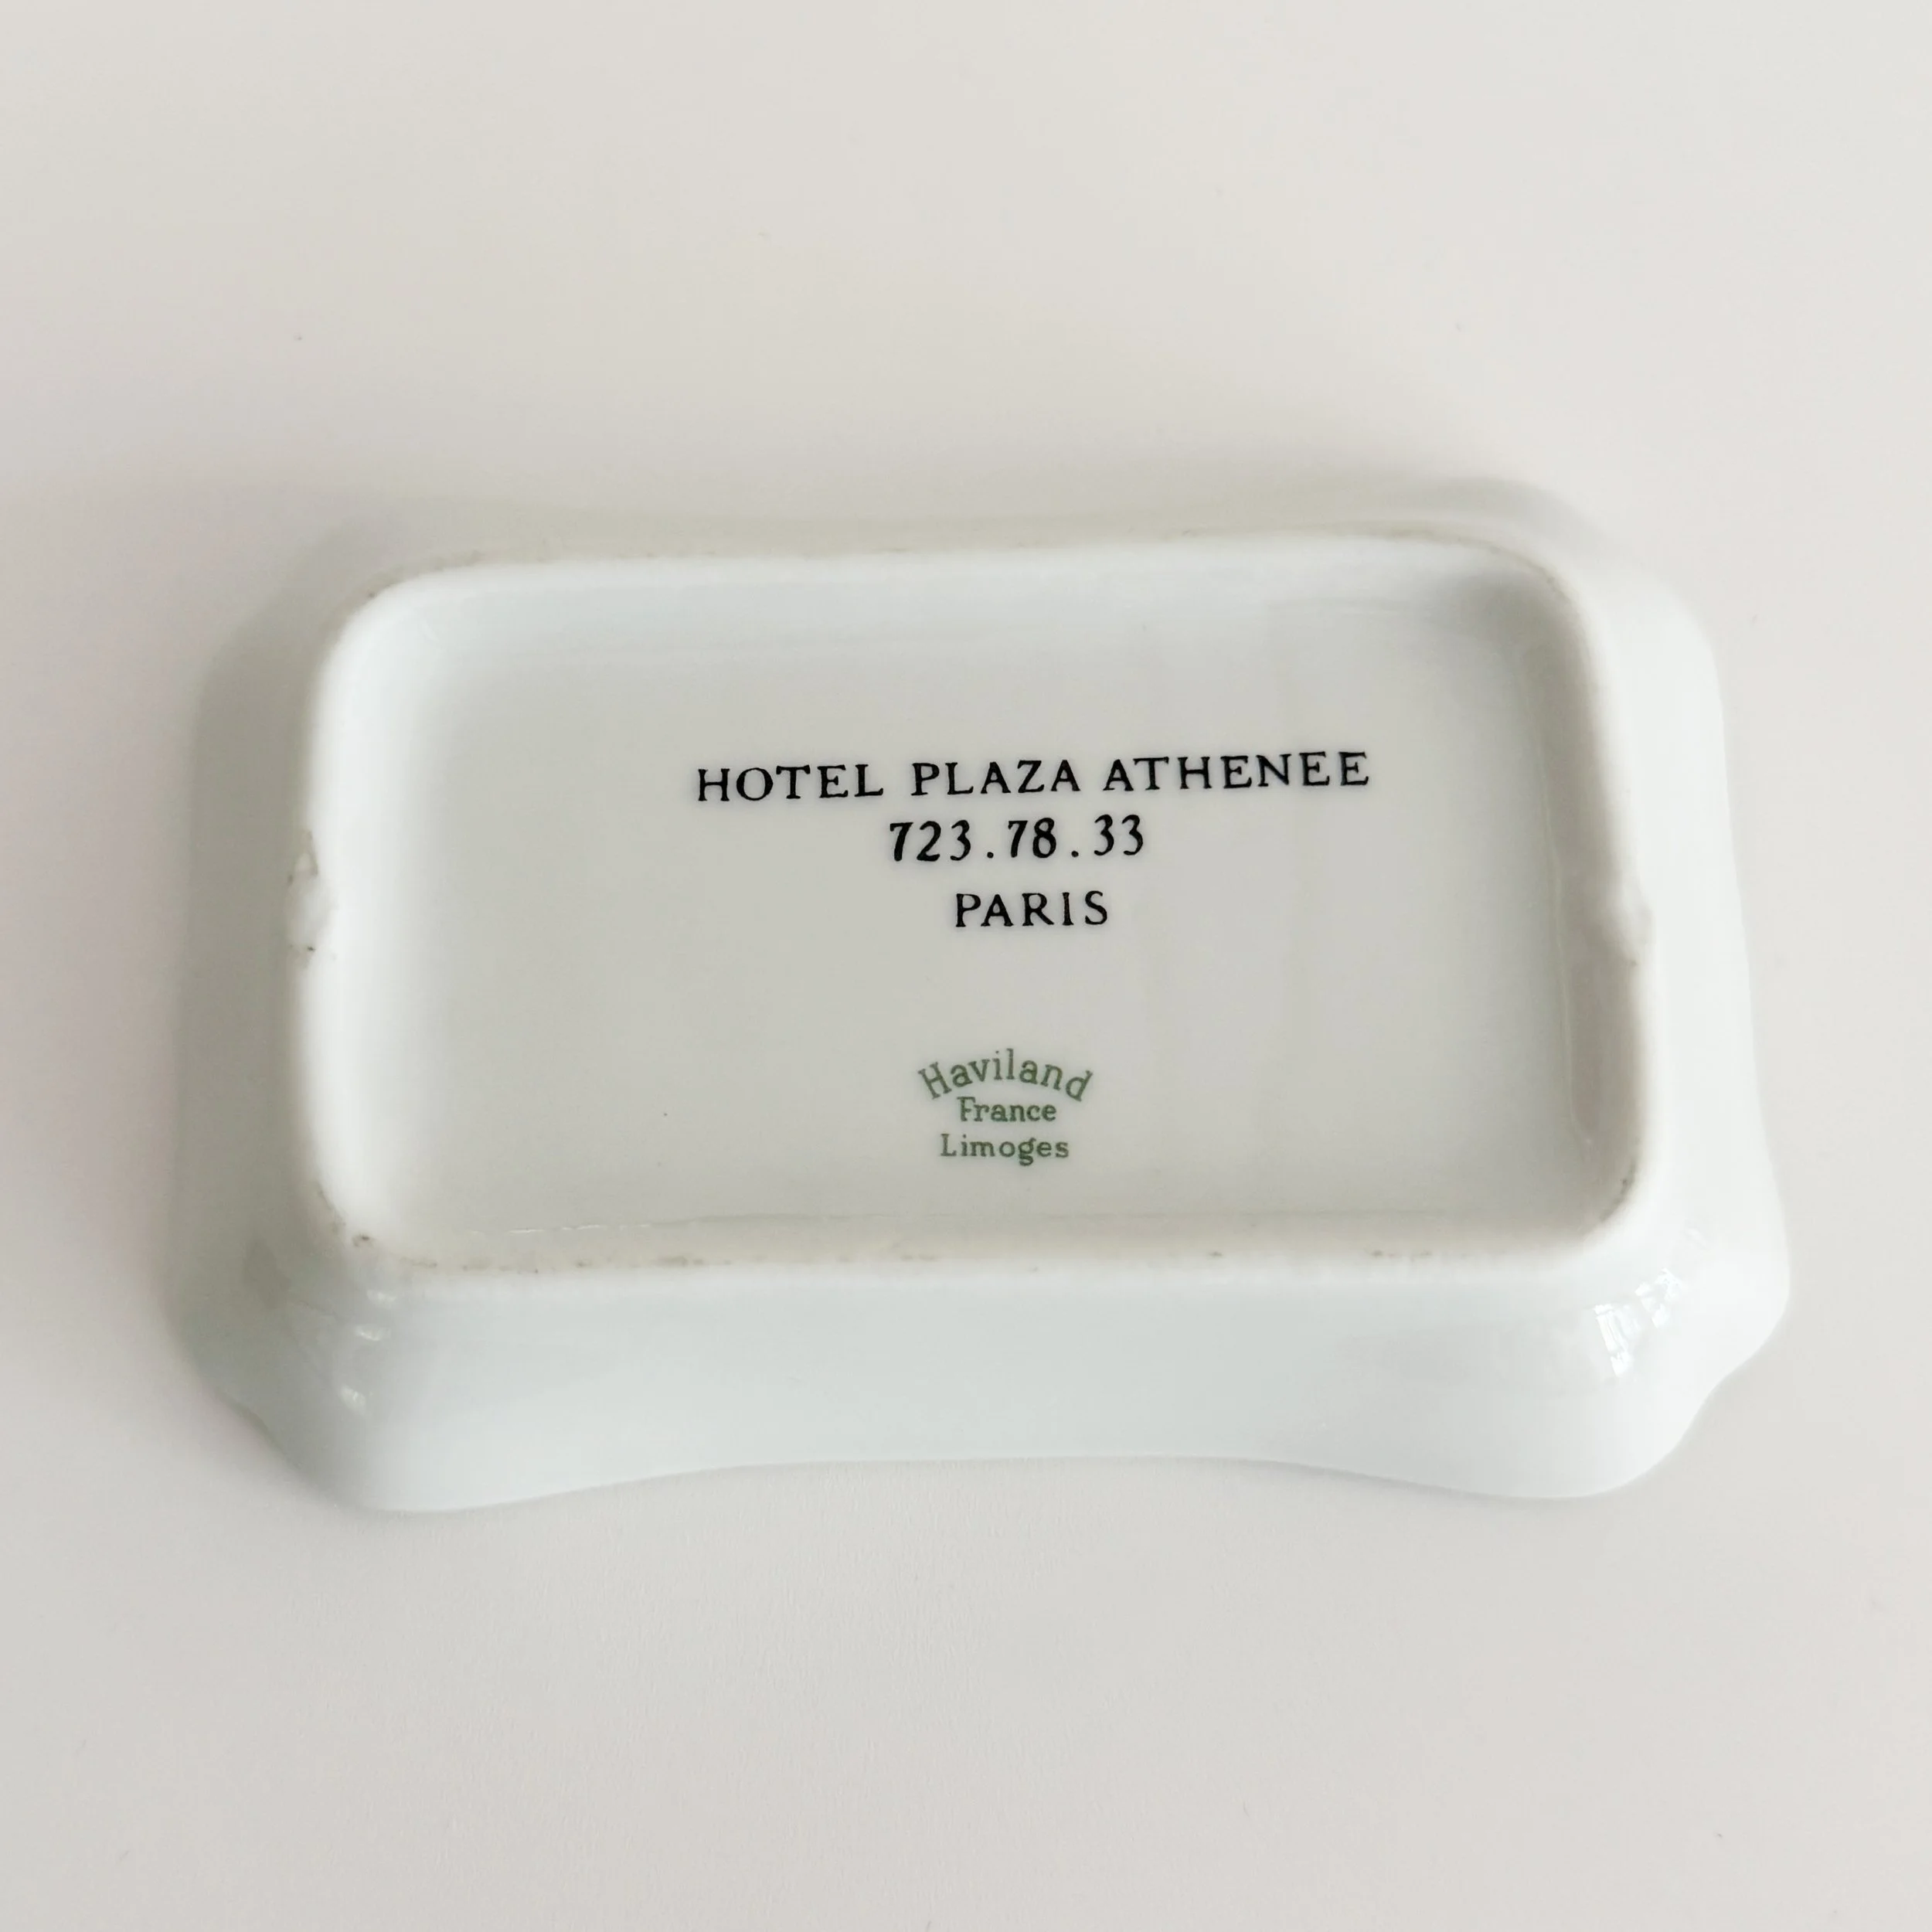 HOTEL PLAZA ATHENEE
723.78.33
PARIS
Haviland
France
Limoges